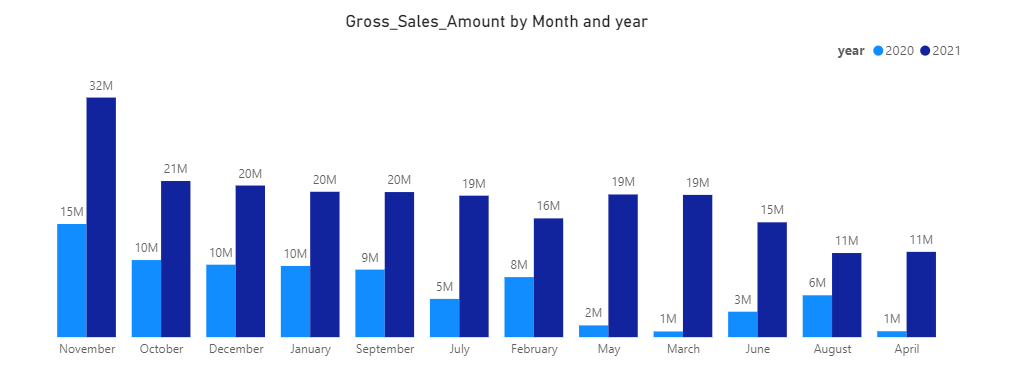 Gross_Sales_Amount by Month and year
year 2020 2021
32M
15M
21M
10M
20M
10M
20M
10M
20M
9M
19M
5M
16M
8M
19M
2M
19M
1M
15M
3M
11M
6M
11M
1M
November October December January September July February May March June August April